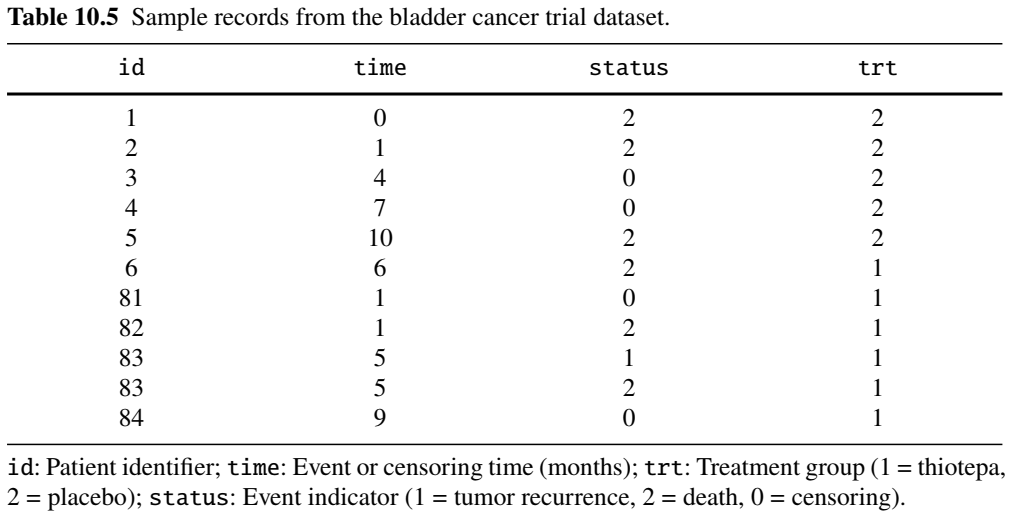 Table 10.5 Sample records from the bladder cancer trial dataset.
id time status trt
1 0 2 2
2 1 2 2
3 4 0 2
4 7 0 2
5 10 2 2
6 6 2 1
81 1 0 1
82 1 2 1
83 5 1 1
83 5 2 1
84 9 0 1
id: Patient identifier; time: Event or censoring time (months); trt: Treatment group (1 = thiotepa,
2 = placebo); status: Event indicator (1 = tumor recurrence, 2 = death, 0 = censoring).